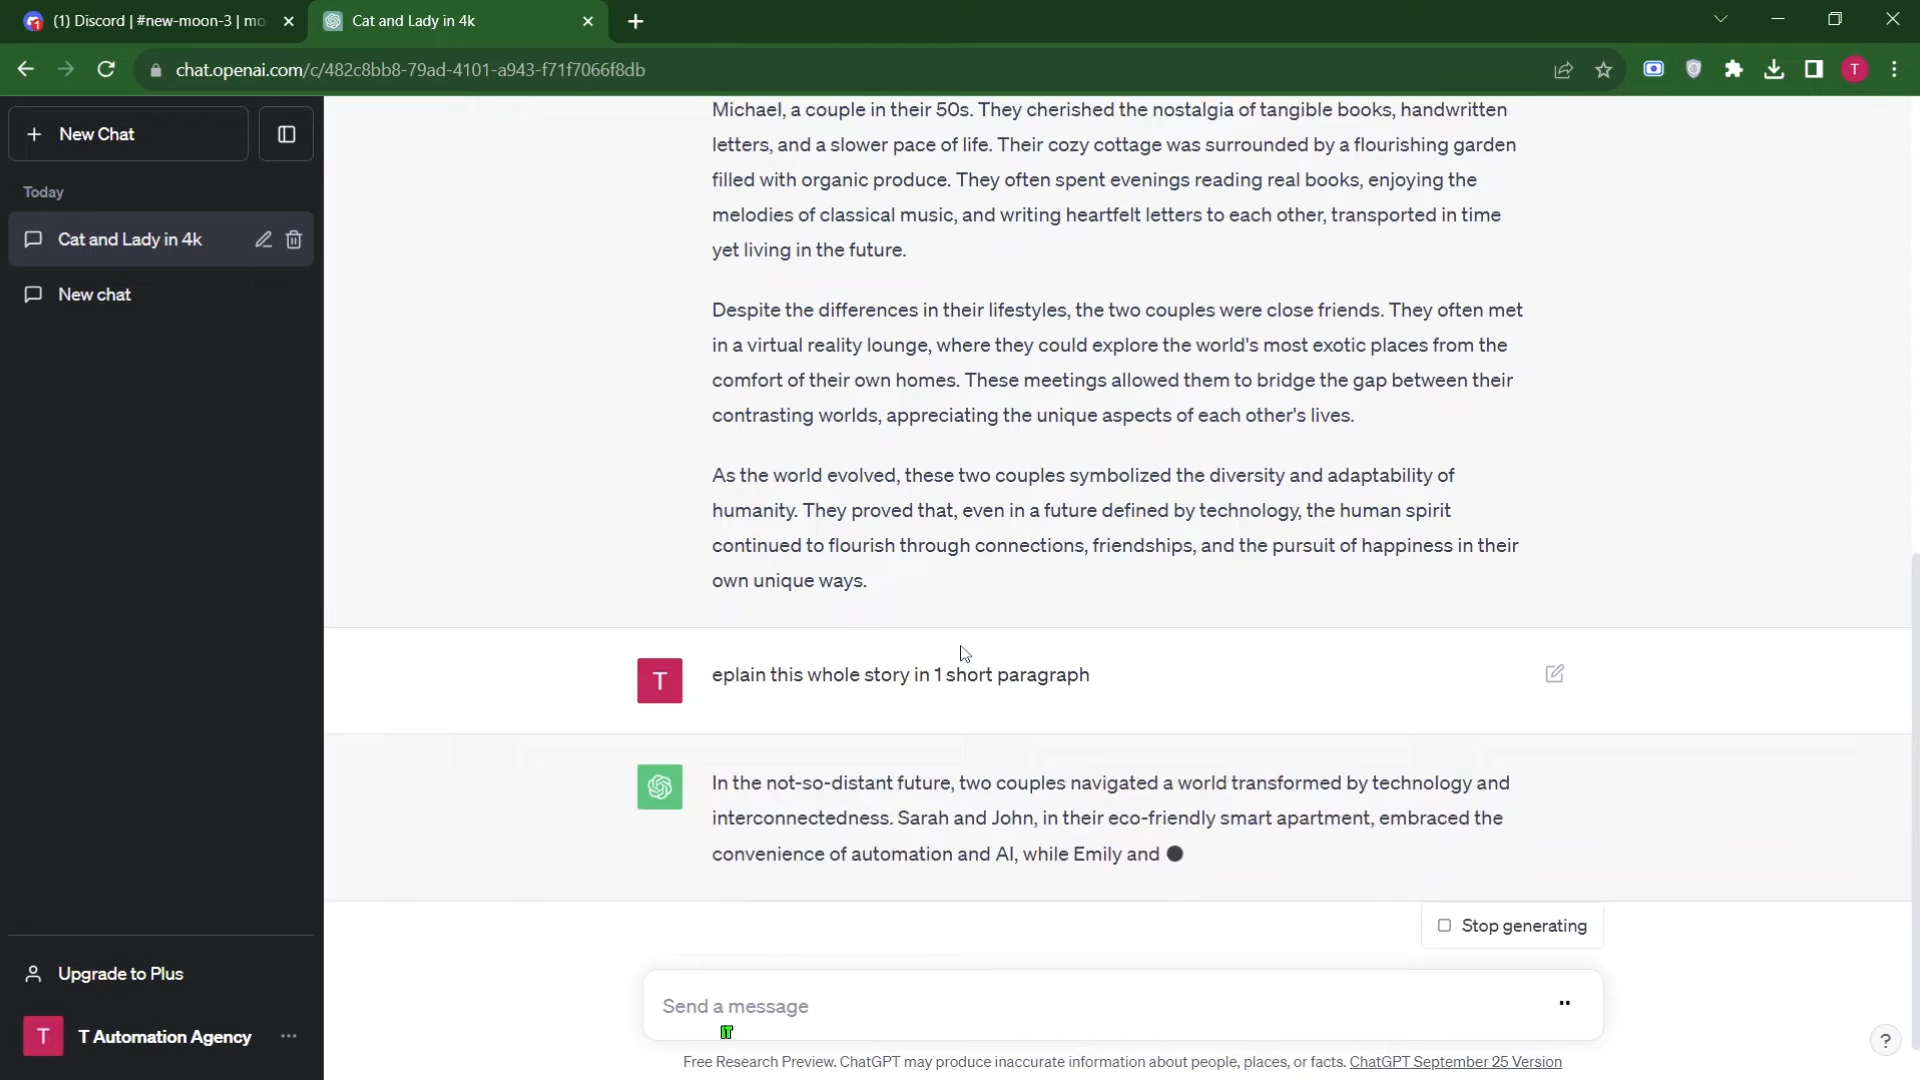 (1) Discord | #new-moon-3 | mo
Cat and Lady in 4k
chat.openai.com/c/482c8bb8-79ad-4101-a943-f71f7066f8db
T
New Chat
Today
Cat and Lady in 4k
New chat
Michael, a couple in their 50s. They cherished the nostalgia of tangible books, handwritten
letters, and a slower pace of life. Their cozy cottage was surrounded by a flourishing garden
filled with organic produce. They often spent evenings reading real books, enjoying the
melodies of classical music, and writing heartfelt letters to each other, transported in time
yet living in the future.
Despite the differences in their lifestyles, the two couples were close friends. They often met
in a virtual reality lounge, where they could explore the world's most exotic places from the
comfort of their own homes. These meetings allowed them to bridge the gap between their
contrasting worlds, appreciating the unique aspects of each other's lives.
As the world evolved, these two couples symbolized the diversity and adaptability of
humanity. They proved that, even in a future defined by technology, the human spirit
continued to flourish through connections, friendships, and the pursuit of happiness in their
own unique ways.
T
eplain this whole story in 1 short paragraph
In the not-so-distant future, two couples navigated a world transformed by technology and
interconnectedness. Sarah and John, in their eco-friendly smart apartment, embraced the
convenience of automation and AI, while Emily and
Stop generating
Upgrade to Plus
T
T Automation Agency
Send a message
Free Research Preview. ChatGPT may produce inaccurate information about people, places, or facts. ChatGPT September 25 Version
?